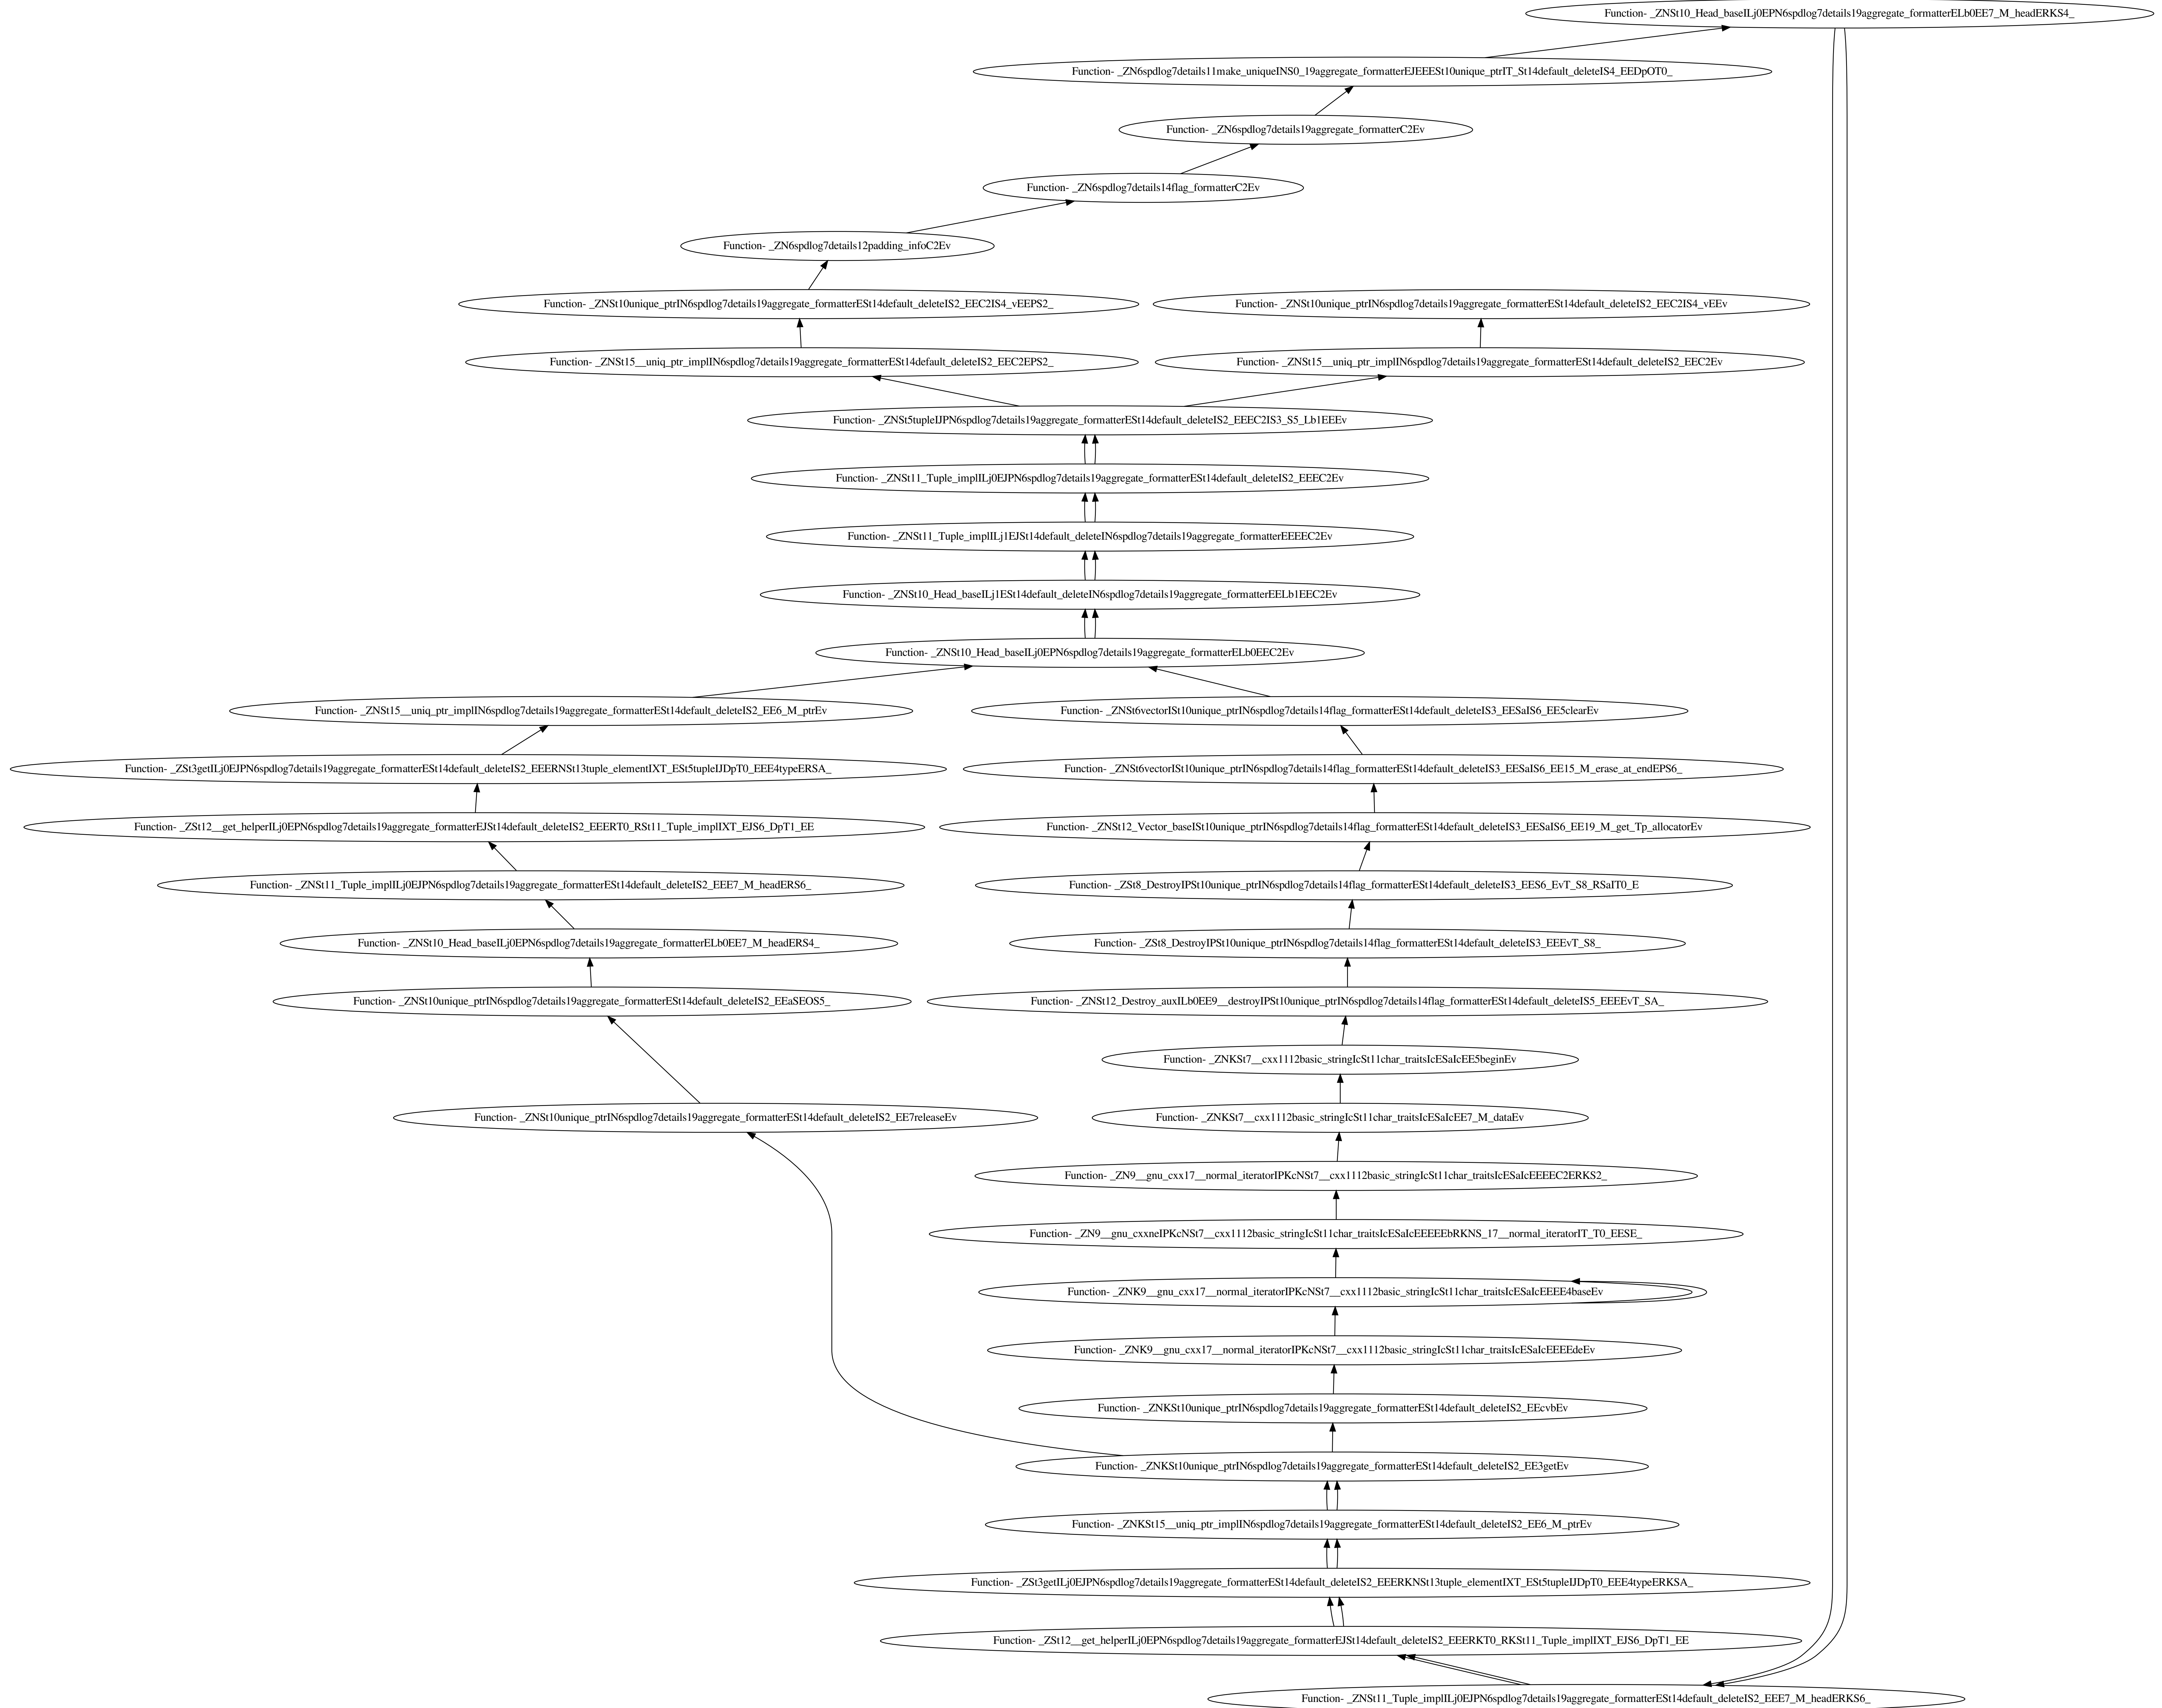 Function- _ZNSt10_Head_baseILj0EPN6spdlog7details19aggregate_formatterELb0EE7_M_headERKS4_
Function- _ZN6spdlog7details11make_uniqueINS0_19aggregate_formatterEJEEESt10unique_ptrIT_St14default_deleteIS4_EEDpOT0_
Function- _ZN6spdlog7details19aggregate_formatterC2Ev
Function- _ZN6spdlog7details14flag_formatterC2Ev
Function- _ZN6spdlog7details12padding_infoC2Ev
Function- _ZNSt10unique_ptrIN6spdlog7details19aggregate_formatterESt14default_deleteIS2_EEC2IS4_vEEPS2_
Function- _ZNSt10unique_ptrIN6spdlog7details19aggregate_formatterESt14default_deleteIS2_EEC2IS4_vEEv
Function- _ZNSt15__uniq_ptr_implIN6spdlog7details19aggregate_formatterESt14default_deleteIS2_EEC2EPS2_
Function- _ZNSt15__uniq_ptr_implIN6spdlog7details19aggregate_formatterESt14default_deleteIS2_EEC2Ev
Function- _ZNSt5tupleIJPN6spdlog7details19aggregate_formatterESt14default_deleteIS2_EEEC2IS3_S5_Lb1EEEv
Function- _ZNSt11_Tuple_implILj0EJPN6spdlog7details19aggregate_formatterESt14default_deleteIS2_EEEC2Ev
Function- _ZNSt11_Tuple_implILj1EJSt14default_deleteIN6spdlog7details19aggregate_formatterEEEEC2Ev
Function- _ZNSt10_Head_baseILj1ESt14default_deleteIN6spdlog7details19aggregate_formatterEELb1EEC2Ev
Function- _ZNSt10_Head_baseILj0EPN6spdlog7details19aggregate_formatterELb0EEC2Ev
Function- _ZNSt15__uniq_ptr_implIN6spdlog7details19aggregate_formatterESt14default_deleteIS2_EE6_M_ptrEv
Function- _ZNSt6vectorISt10unique_ptrIN6spdlog7details14flag_formatterESt14default_deleteIS3_EESaIS6_EE5clearEv
Function- _ZSt3getILj0EJPN6spdlog7details19aggregate_formatterESt14default_deleteIS2_EEERNSt13tuple_elementIXT_ESt5tupleIJDpT0_EEE4typeERSA_
Function- _ZNSt6vectorISt10unique_ptrIN6spdlog7details14flag_formatterESt14default_deleteIS3_EESaIS6_EE15_M_erase_at_endEPS6_
Function- _ZSt12__get_helperILj0EPN6spdlog7details19aggregate_formatterEJSt14default_deleteIS2_EEERT0_RSt11_Tuple_implIXT_EJS6_DpT1_EE
Function- _ZNSt12_Vector_baseISt10unique_ptrIN6spdlog7details14flag_formatterESt14default_deleteIS3_EESaIS6_EE19_M_get_Tp_allocatorEv
Function- _ZNSt11_Tuple_implILj0EJPN6spdlog7details19aggregate_formatterESt14default_deleteIS2_EEE7_M_headERS6_
Function- _ZSt8_DestroyIPSt10unique_ptrIN6spdlog7details14flag_formatterESt14default_deleteIS3_EES6_EvT_S8_RSaIT0_E
Function- _ZNSt10_Head_baseILj0EPN6spdlog7details19aggregate_formatterELb0EE7_M_headERS4_
Function- _ZSt8_DestroyIPSt10unique_ptrIN6spdlog7details14flag_formatterESt14default_deleteIS3_EEEvT_S8_
Function- _ZNSt10unique_ptrIN6spdlog7details19aggregate_formatterESt14default_deleteIS2_EEaSEOS5_
Function- _ZNSt12_Destroy_auxILb0EE9__destroyIPSt10unique_ptrIN6spdlog7details14flag_formatterESt14default_deleteIS5_EEEEvT_SA_
Function- _ZNKSt7__cxx1112basic_stringIcSt11char_traitsIcESaIcEE5beginEv
Function- _ZNSt10unique_ptrIN6spdlog7details19aggregate_formatterESt14default_deleteIS2_EE7releaseEv
Function- _ZNKSt7__cxx1112basic_stringIcSt11char_traitsIcESaIcEE7_M_dataEv
Function- _ZN9__gnu_cxx17__normal_iteratorIPKcNSt7__cxx1112basic_stringIcSt11char_traitsIcESaIcEEEEC2ERKS2_
Function- _ZN9__gnu_cxxneIPKcNSt7__cxx1112basic_stringIcSt11char_traitsIcESaIcEEEEEbRKNS_17__normal_iteratorIT_T0_EESE_
Function- _ZNK9__gnu_cxx17__normal_iteratorIPKcNSt7__cxx1112basic_stringIcSt11char_traitsIcESaIcEEEE4baseEv
Function- _ZNK9__gnu_cxx17__normal_iteratorIPKcNSt7__cxx1112basic_stringIcSt11char_traitsIcESaIcEEEEdeEv
Function- _ZNKSt10unique_ptrIN6spdlog7details19aggregate_formatterESt14default_deleteIS2_EEcvbEv
Function- _ZNKSt10unique_ptrIN6spdlog7details19aggregate_formatterESt14default_deleteIS2_EE3getEv
Function- _ZNKSt15__uniq_ptr_implIN6spdlog7details19aggregate_formatterESt14default_deleteIS2_EE6_M_ptrEv
Function- _ZSt3getILj0EJPN6spdlog7details19aggregate_formatterESt14default_deleteIS2_EEERKNSt13tuple_elementIXT_ESt5tupleIJDpT0_EEE4typeERKSA_
Function- _ZSt12__get_helperILj0EPN6spdlog7details19aggregate_formatterEJSt14default_deleteIS2_EEERKT0_RKSt11_Tuple_implIXT_EJS6_DpT1_EE
Function- _ZNSt11_Tuple_implILj0EJPN6spdlog7details19aggregate_formatterESt14default_deleteIS2_EEE7_M_headERKS6_